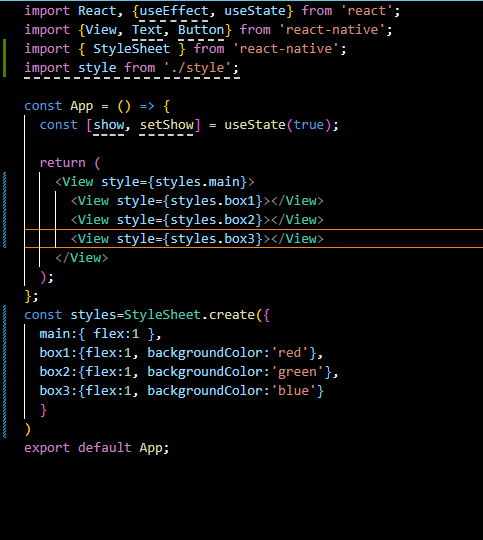 import React, {useEffect, useState} from 'react';
import {View, Text, Button} from 'react-native';
import { StyleSheet } from 'react-native';
import style from './style';
const App = () => {
const [show, setShow] = useState(true);
return (
<View style={styles.main}>
<View style={styles.box1}></View>
<View style={styles.box2}></View>
<View style={styles.box3}></View>
</View>
);
};
const styles=StyleSheet.create({
main:{ flex:1 },
box1:{flex:1, backgroundColor:'red'},
box2:{flex:1, backgroundColor:'green'},
box3:{flex:1, backgroundColor:'blue'}
}
)
export default App;